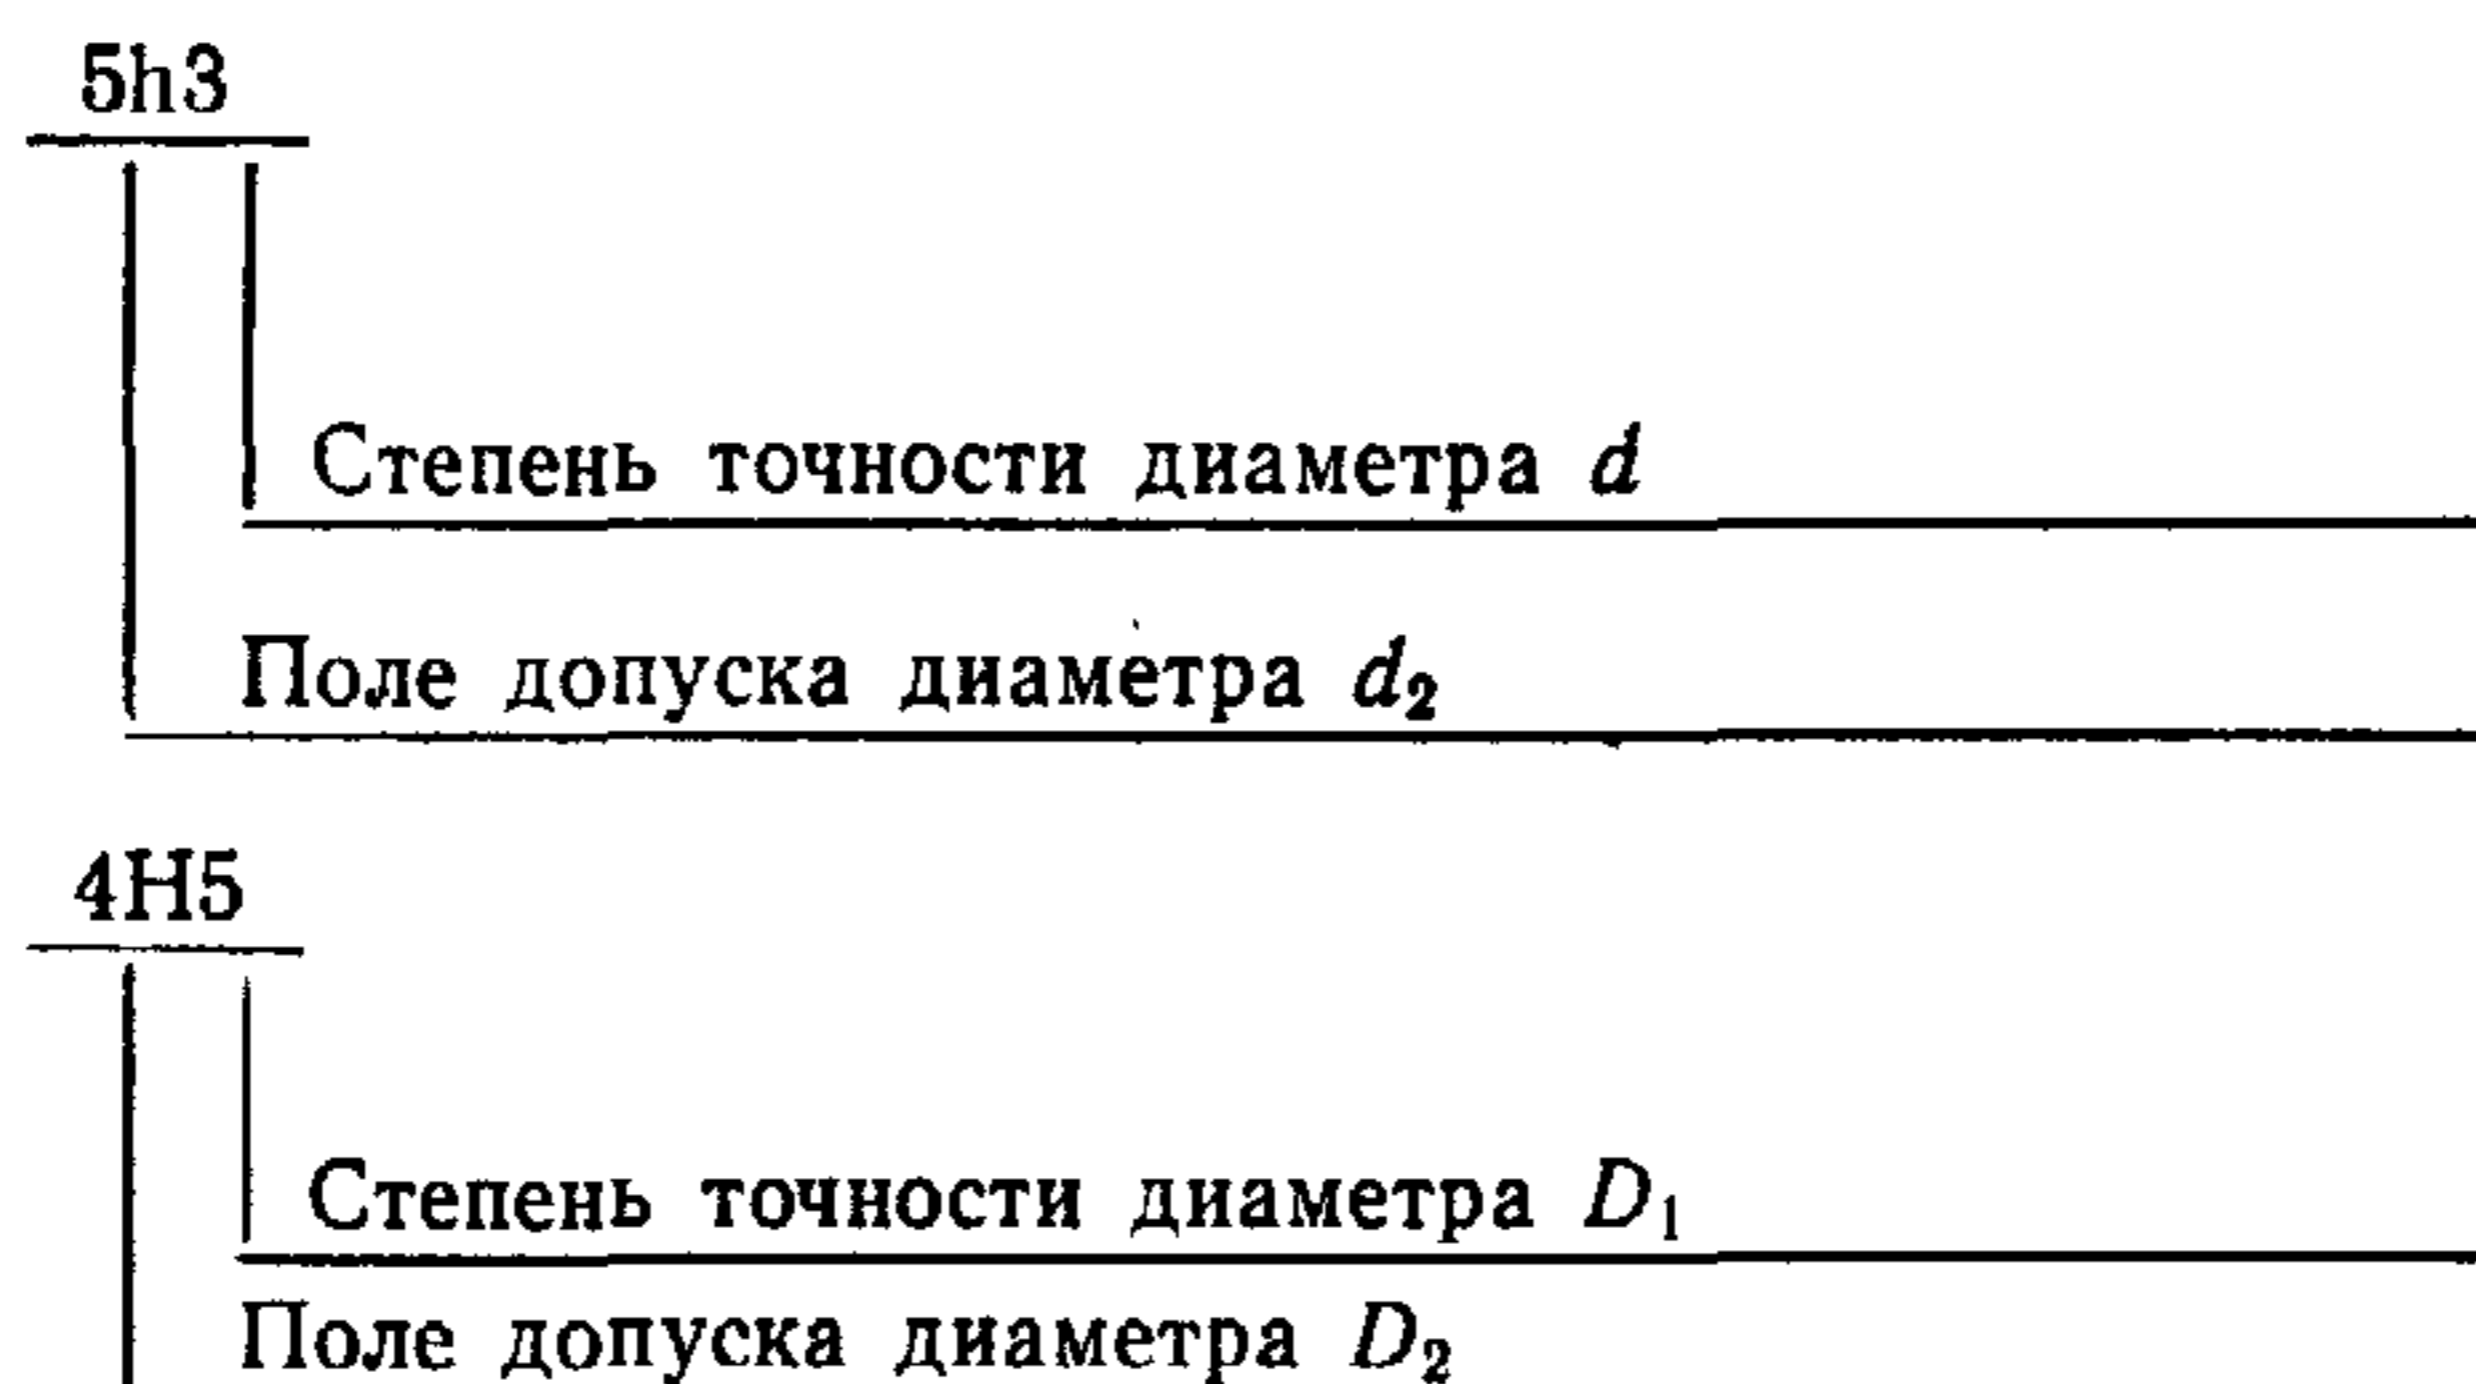 5h3
Степень точности диаметра d
Поле допуска диаметра d₂
4H5
Степень точности диаметра D₁
Поле допуска диаметра D₂